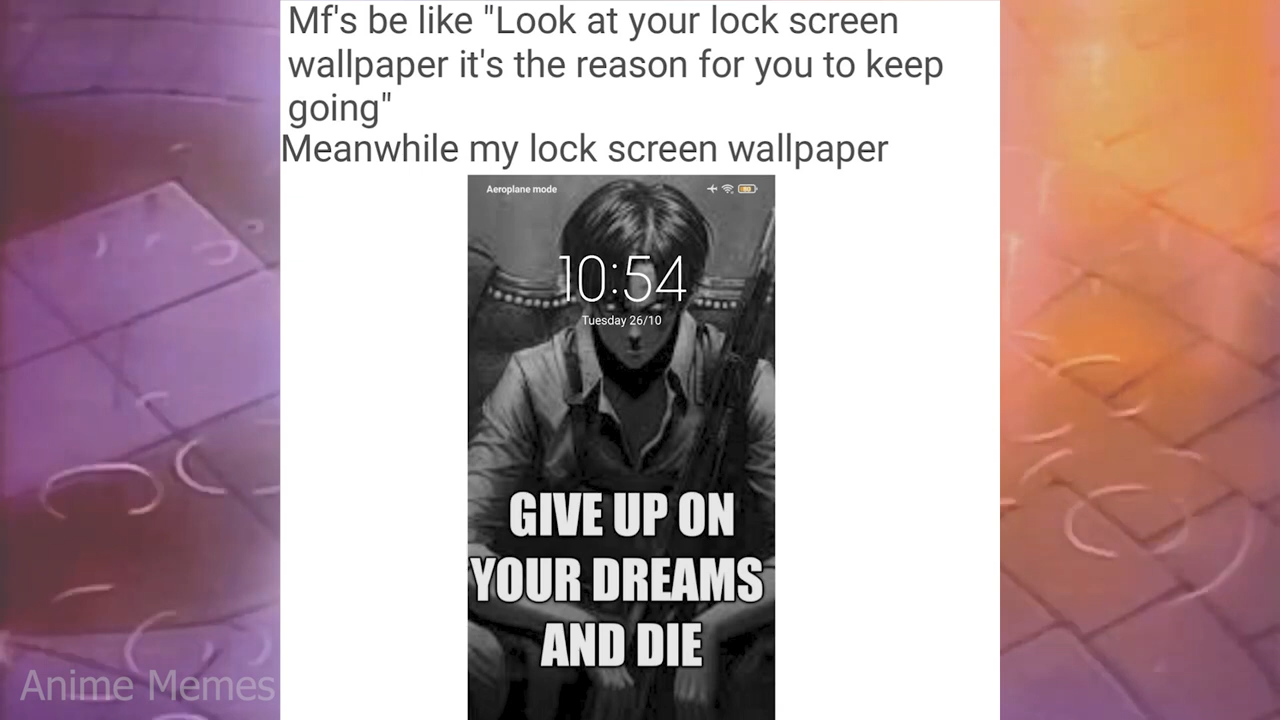 Mf's be like "Look at your lock screen
wallpaper it's the reason for you to keep
going"
Meanwhile my lock screen wallpaper
Aeroplane mode
80
10:54
Tuesday 26/10
GIVE UP ON
YOUR DREAMS
AND DIE
Anime Memes